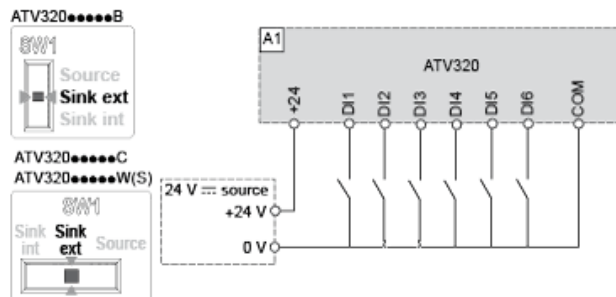 ATV320●●●●●B
SW1
Source
Sink ext
Sink int
ATV320●●●●●C
ATV320●●●●●W(S)
SW1
Sink int
Sink ext
Source
A1
ATV320
+24
DI1
DI2
DI3
DI4
DI5
DI6
COM
24 V ⎓ source
+24 V
0 V